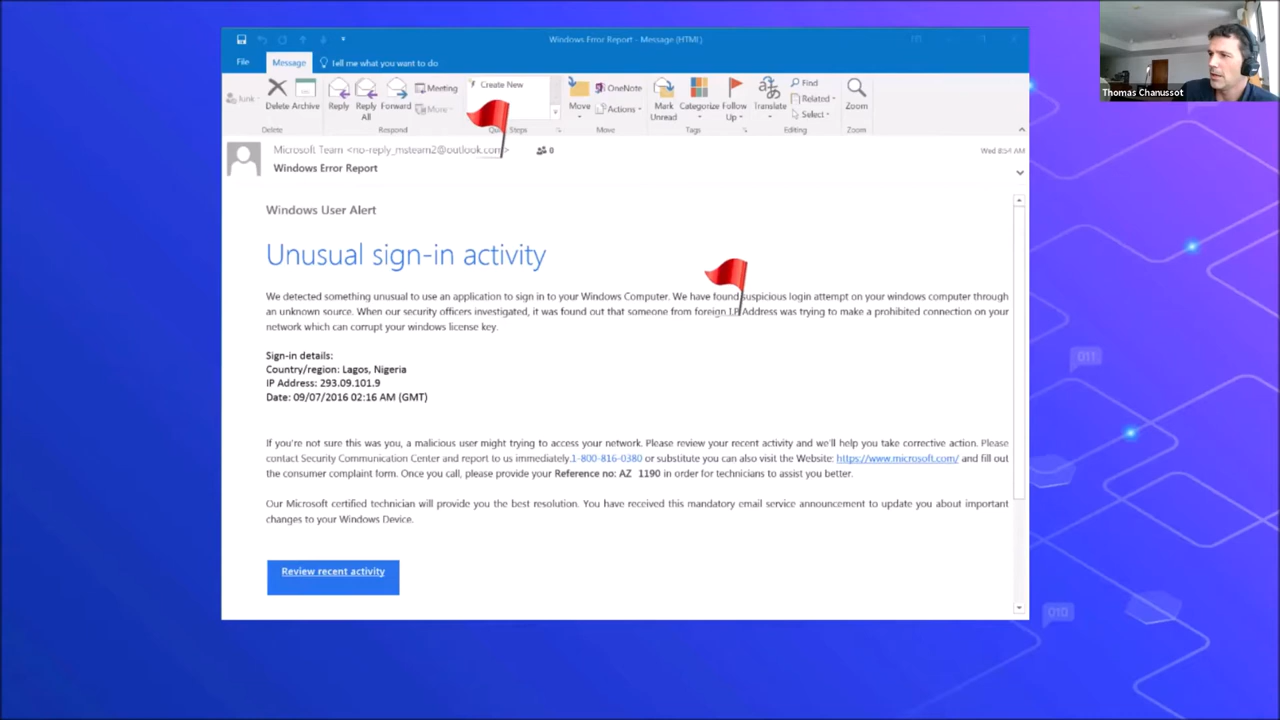 Windows Error Report - Message (HTML)
Thomas Chanussot
File Message Tell me what you want to do
Junk
Delete Archive
Reply
Reply All
Forward
Meeting
More
Create New
Move
OneNote
Actions
Mark Unread
Categorize
Follow Up
Translate
Find
Related
Select
Zoom
Delete Respond Move Tags Editing Zoom
Microsoft Team <no-reply_msteam2@outlook.com> 0 Wed 8:54 AM
Windows Error Report
Windows User Alert
Unusual sign-in activity
We detected something unusual to use an application to sign in to your Windows Computer. We have found suspicious login attempt on your windows computer through
an unknown source. When our security officers investigated, it was found out that someone from foreign I.P Address was trying to make a prohibited connection on your
network which can corrupt your windows license key.
Sign-in details:
Country/region: Lagos, Nigeria
IP Address: 293.09.101.9
Date: 09/07/2016 02:16 AM (GMT)
011
If you're not sure this was you, a malicious user might trying to access your network. Please review your recent activity and we'll help you take corrective action. Please
contact Security Communication Center and report to us immediately.1-800-816-0380 or substitute you can also visit the Website: https://www.microsoft.com/ and fill out
the consumer complaint form. Once you call, please provide your Reference no: AZ 1190 in order for technicians to assist you better.
Our Microsoft certified technician will provide you the best resolution. You have received this mandatory email service announcement to update you about important
changes to your Windows Device.
Review recent activity
010